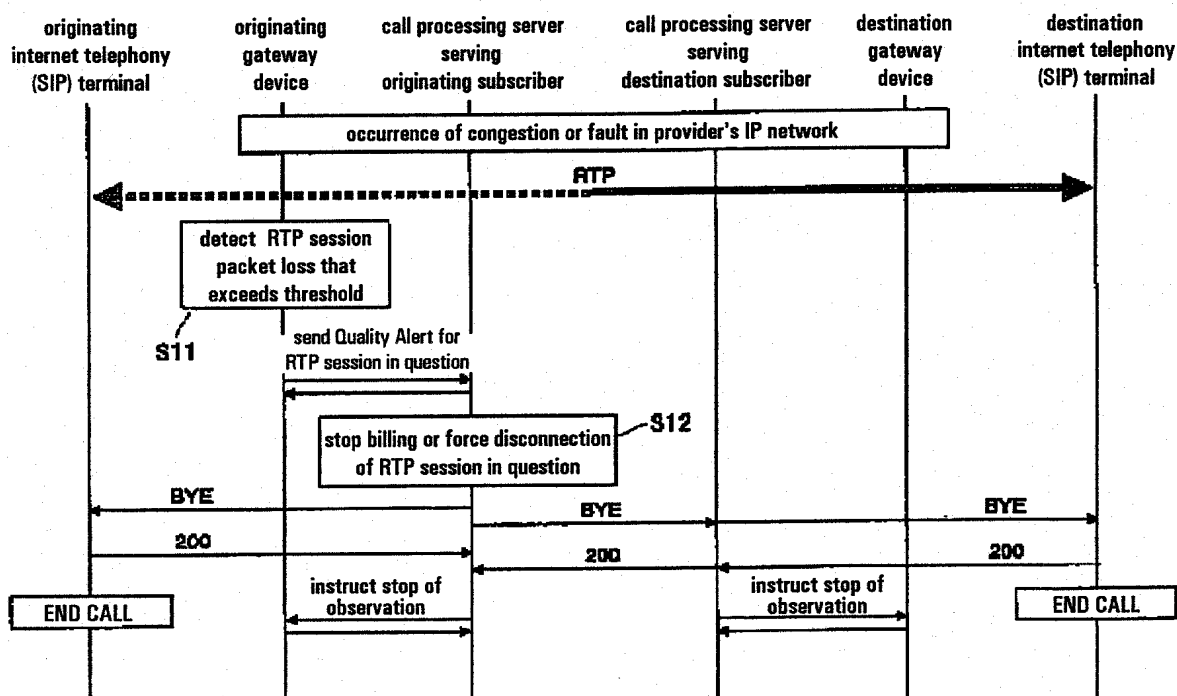 originating
internet telephony
(SIP) terminal
originating
gateway
device
call processing server
serving
originating subscriber
call processing server
serving
destination subscriber
destination
gateway
device
destination
internet telephony
(SIP) terminal
occurrence of congestion or fault in provider's IP network
RTP
detect RTP session
packet loss that
exceeds threshold
S11
send Quality Alert for
RTP session in question
stop billing or force disconnection
of RTP session in question
S12
BYE
BYE
BYE
200
200
200
instruct stop of
observation
instruct stop of
observation
END CALL
END CALL